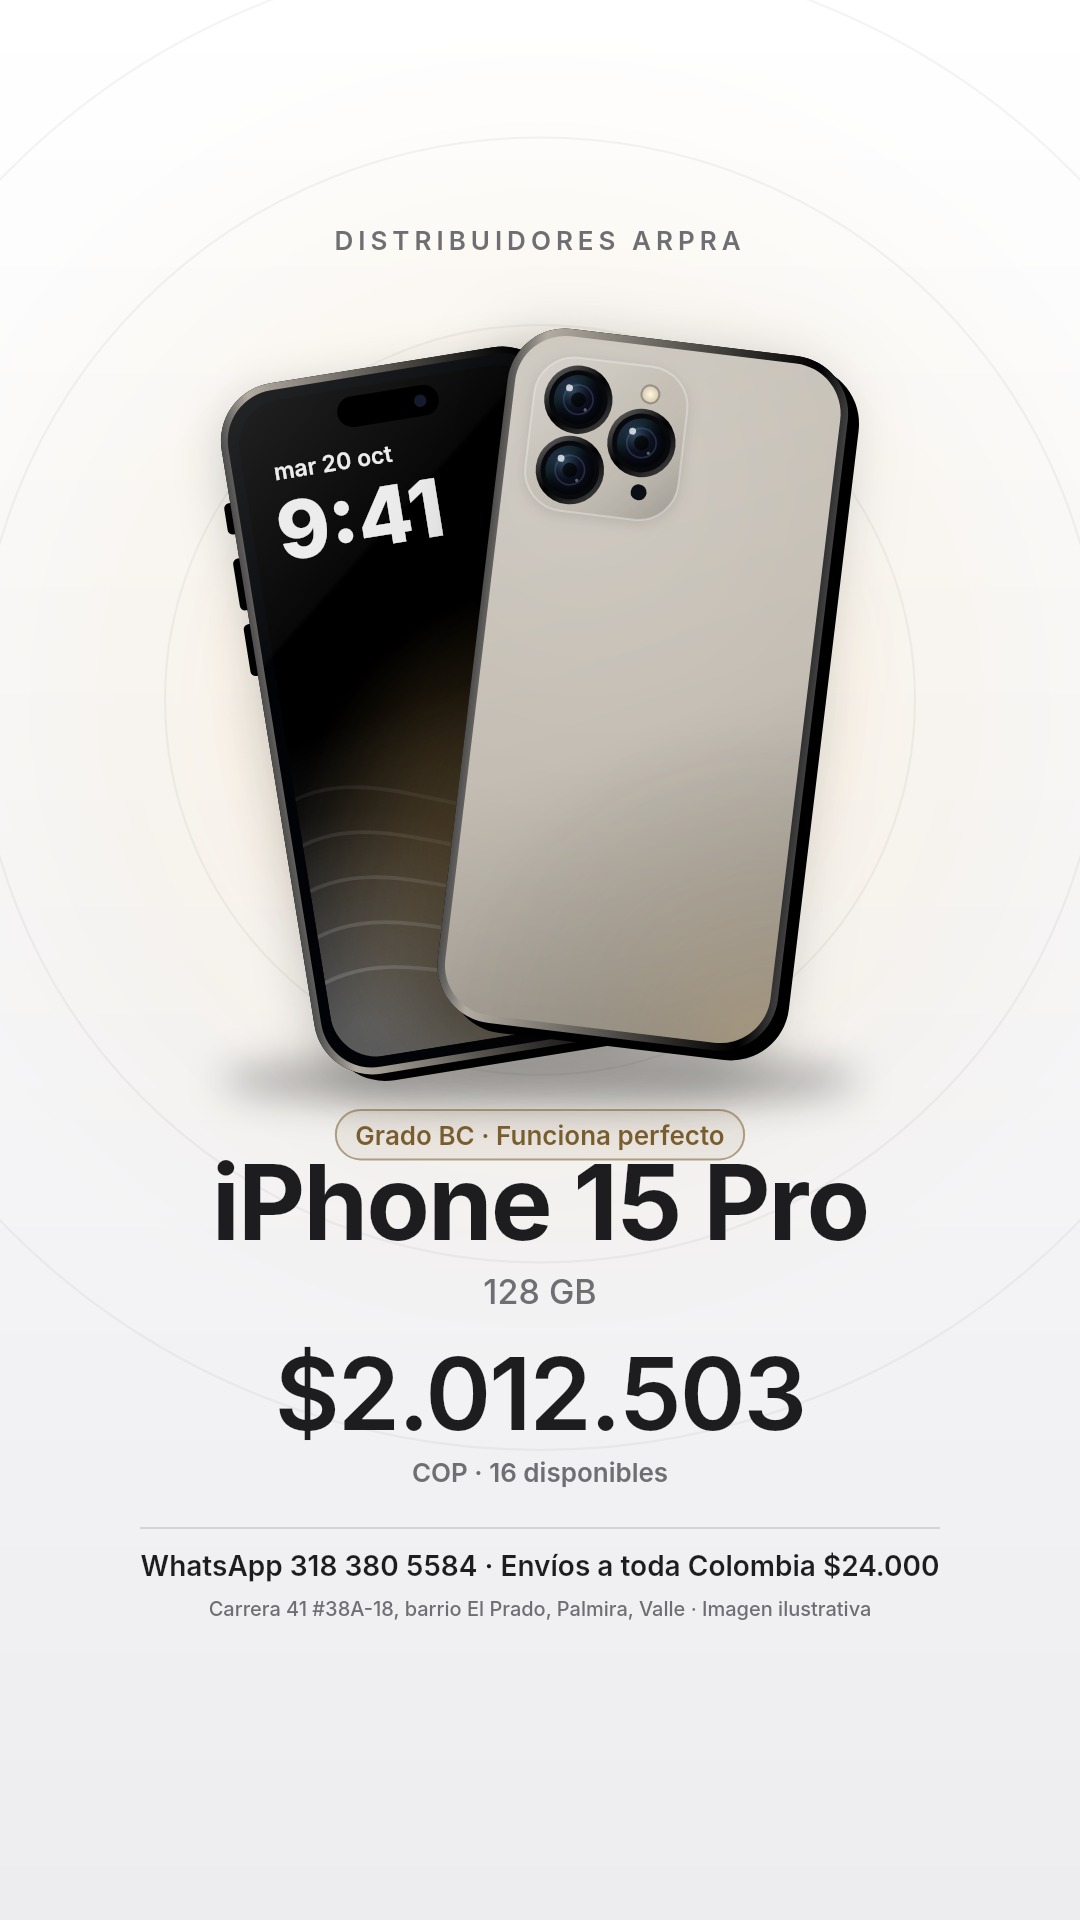 DISTRIBUIDORES ARPRA
mar 20 oct
9:41
Grado BC · Funciona perfecto
iPhone 15 Pro
128 GB
$2.012.503
COP · 16 disponibles
WhatsApp 318 380 5584 · Envíos a toda Colombia $24.000
Carrera 41 #38A-18, barrio El Prado, Palmira, Valle · Imagen ilustrativa